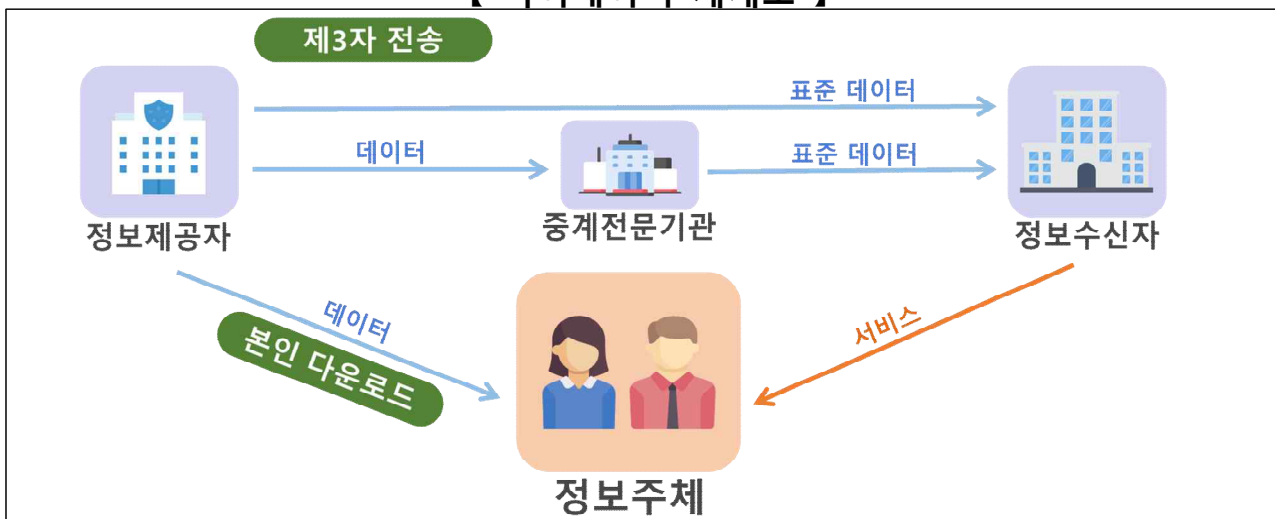 제3자 전송
표준 데이터
데이터
표준 데이터
정보제공자
중계전문기관
정보수신자
데이터
본인 다운로드
서비스
정보주체